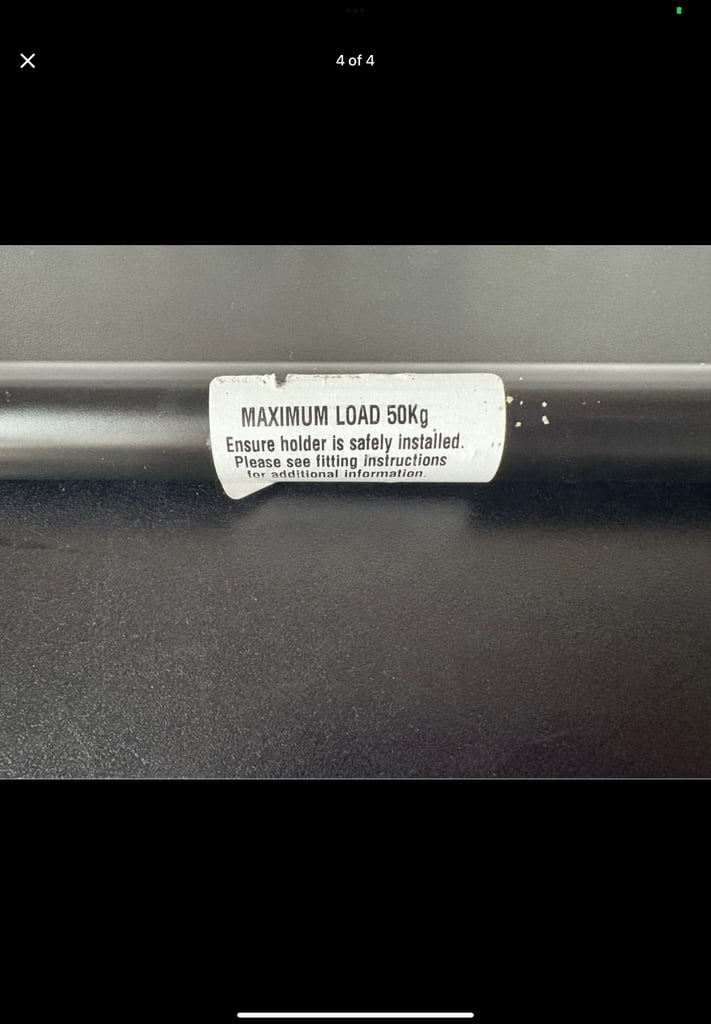 4 of 4
MAXIMUM LOAD 50Kg
Ensure holder is safely installed.
Please see fitting instructions
for additional information.